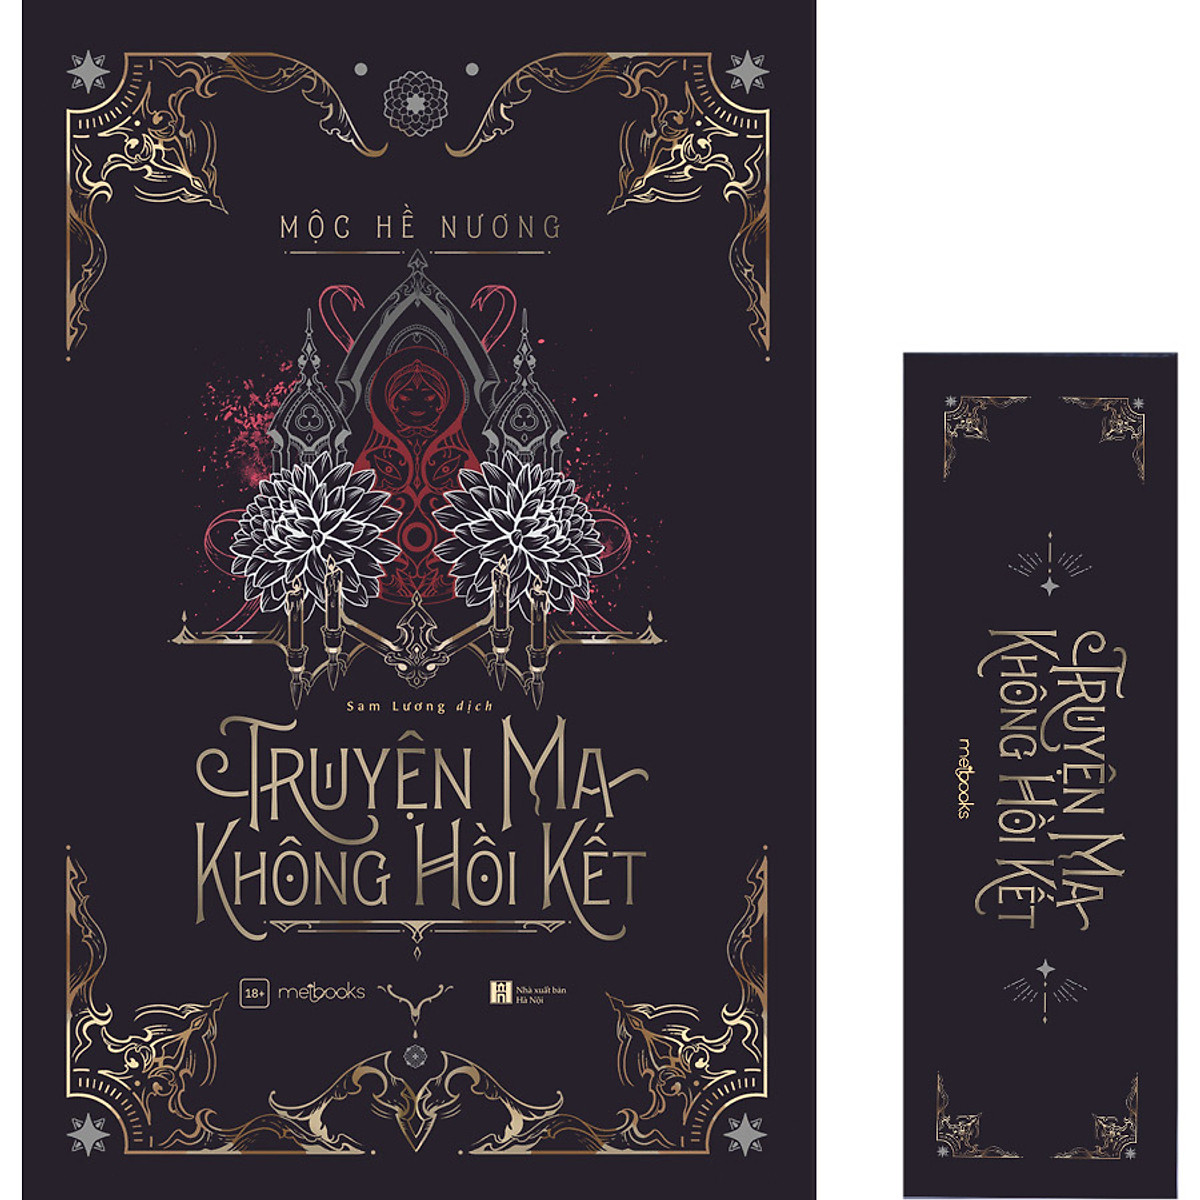 MỘC HỀ NƯƠNG
Sam Lương dịch
TRUYỆN MA
KHÔNG HỒI KẾT
18+
metbooks
Nhà xuất bản
Hà Nội
TRUYỆN MA
KHÔNG HỒI KẾT
metbooks